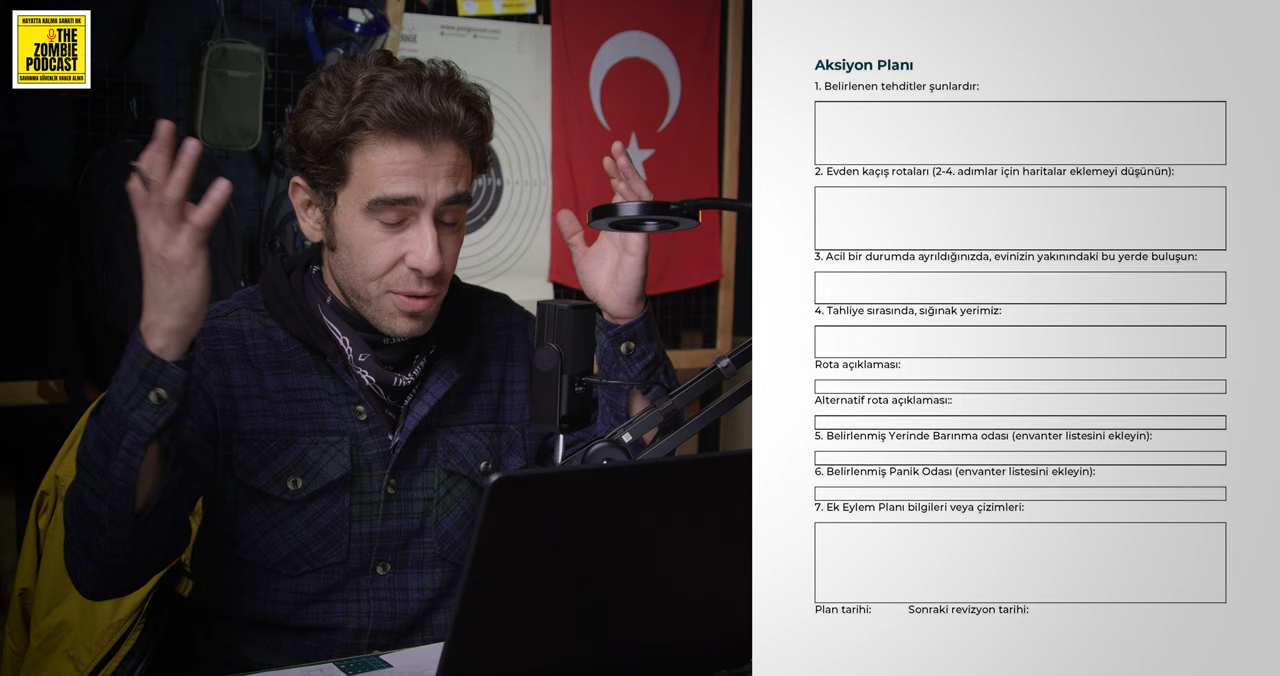 HAYATTA KALMA SANATI HK
THE
ZOMBIE
PODCAST
SAVUNMA GÜVENLİK HABER ALMIS
Aksiyon Planı
1. Belirlenen tehditler şunlardır:
2. Evden kaçış rotaları (2-4. adımlar için haritalar eklemeyi düşünün):
3. Acil bir durumda ayrıldığınızda, evinizin yakınındaki bu yerde buluşun:
4. Tahliye sırasında, sığınak yerimiz:
Rota açıklaması:
Alternatif rota açıklaması::
5. Belirlenmiş Yerinde Barınma odası (envanter listesini ekleyin):
6. Belirlenmiş Panik Odası (envanter listesini ekleyin):
7. Ek Eylem Planı bilgileri veya çizimleri:
Plan tarihi: Sonraki revizyon tarihi: